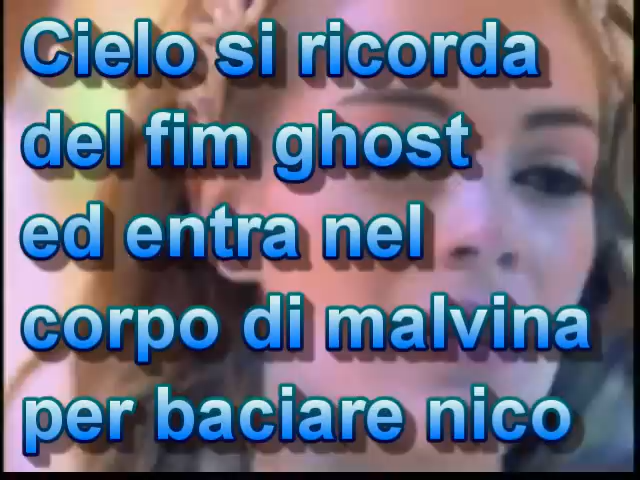 Cielo si ricorda
del fim ghost
ed entra nel
corpo di malvina
per baciare nico